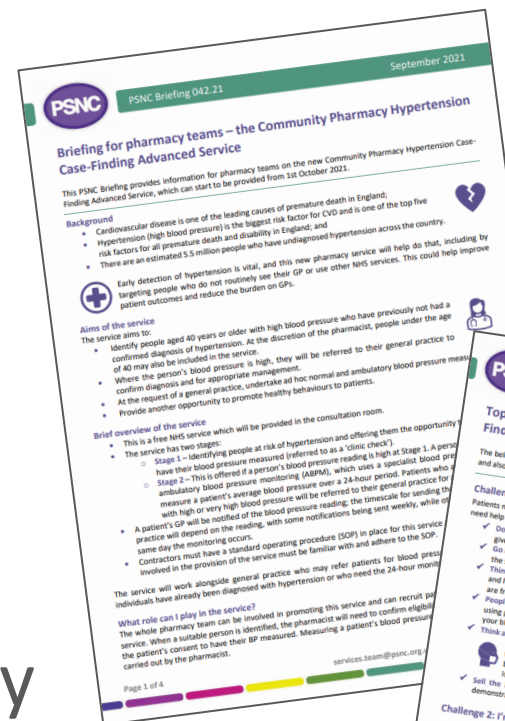 PSNC
PSNC Briefing 042.21
September 2021
Briefing for pharmacy teams – the Community Pharmacy Hypertension
Case-Finding Advanced Service
This PSNC Briefing provides information for pharmacy teams on the new Community Pharmacy Hypertension Case-
Finding Advanced Service, which can start to be provided from 1st October 2021.
Background
• Cardiovascular disease is one of the leading causes of premature death in England;
• Hypertension (high blood pressure) is the biggest risk factor for CVD and is one of the top five
risk factors for all premature death and disability in England; and
• There are an estimated 5.5 million people who have undiagnosed hypertension across the country.
Early detection of hypertension is vital, and this new pharmacy service will help do that, including by
targeting people who do not routinely see their GP or use other NHS services. This could help improve
patient outcomes and reduce the burden on GPs.
Aims of the service
The service aims to:
• Identify people aged 40 years or older with high blood pressure who have previously not had a
confirmed diagnosis of hypertension. At the discretion of the pharmacist, people under the age
of 40 may also be included in the service.
• Where the person's blood pressure is high, they will be referred to their general practice to
confirm diagnosis and for appropriate management.
• At the request of a general practice, undertake ad hoc normal and ambulatory blood pressure
• Provide another opportunity to promote healthy behaviours to patients.
Brief overview of the service
• This is a free NHS service which will be provided in the consultation room.
• The service has two stages:
o Stage 1 – Identifying people at risk of hypertension and offering them the opportunity
have their blood pressure measured (referred to as a 'clinic check').
o Stage 2 – This is offered if a person's blood pressure reading is high at Stage 1. A
ambulatory blood pressure monitoring (ABPM), which uses a specialist blood
measure a patient's average blood pressure over a 24-hour period. Patients who
with high or very high blood pressure will be referred to their general practice for
• A patient's GP will be notified of the blood pressure reading; the timescale for sending
practice will depend on the reading, with some notifications being sent weekly, while
same day the monitoring occurs.
• Contractors must have a standard operating procedure (SOP) in place for this service
involved in the provision of the service must be familiar with and adhere to the SOP.
The service will work alongside general practice who may refer patients for blood
individuals have already been diagnosed with hypertension or who need the 24-hour
What role can I play in the service?
The whole pharmacy team can be involved in promoting this service and can recruit
service. When a suitable person is identified, the pharmacist will need to confirm
the patient's consent to have their BP measured. Measuring a patient's blood pressure
carried out by the pharmacist.
Page 1 of 4
services.team@psnc.org.
Top
Find
The
and also
Challen
Patients
need help
✓ Do
✓ Go
✓ Thin
✓ Peopl
✓ Think a
✓ Sell the
demonstr
Challenge 2: I'
y